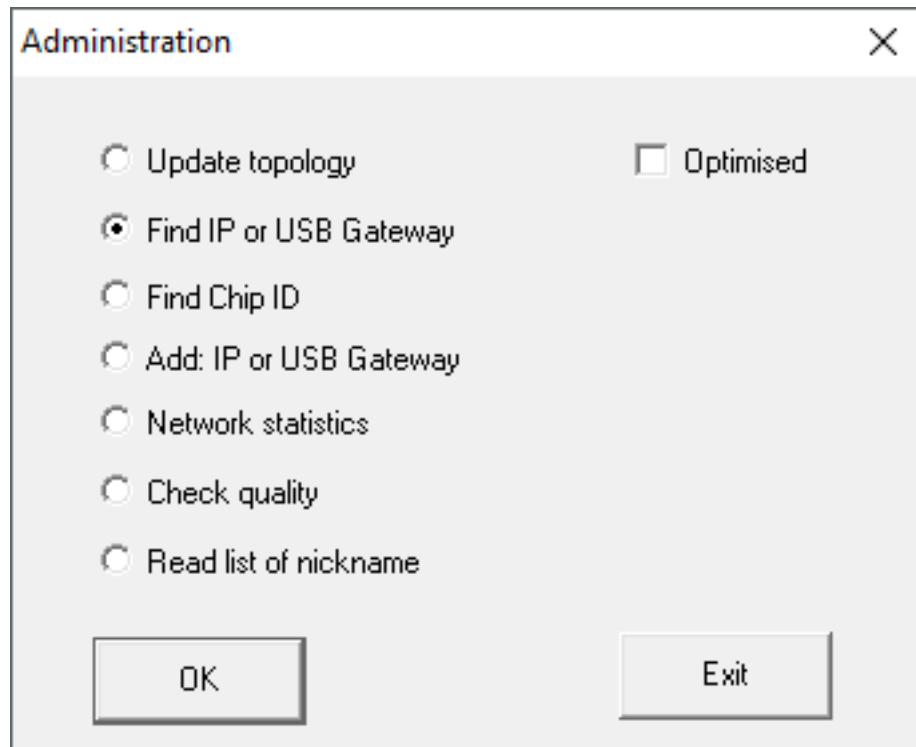 Administration
Update topology
Optimised
Find IP or USB Gateway
Find Chip ID
Add: IP or USB Gateway
Network statistics
Check quality
Read list of nickname
OK
Exit